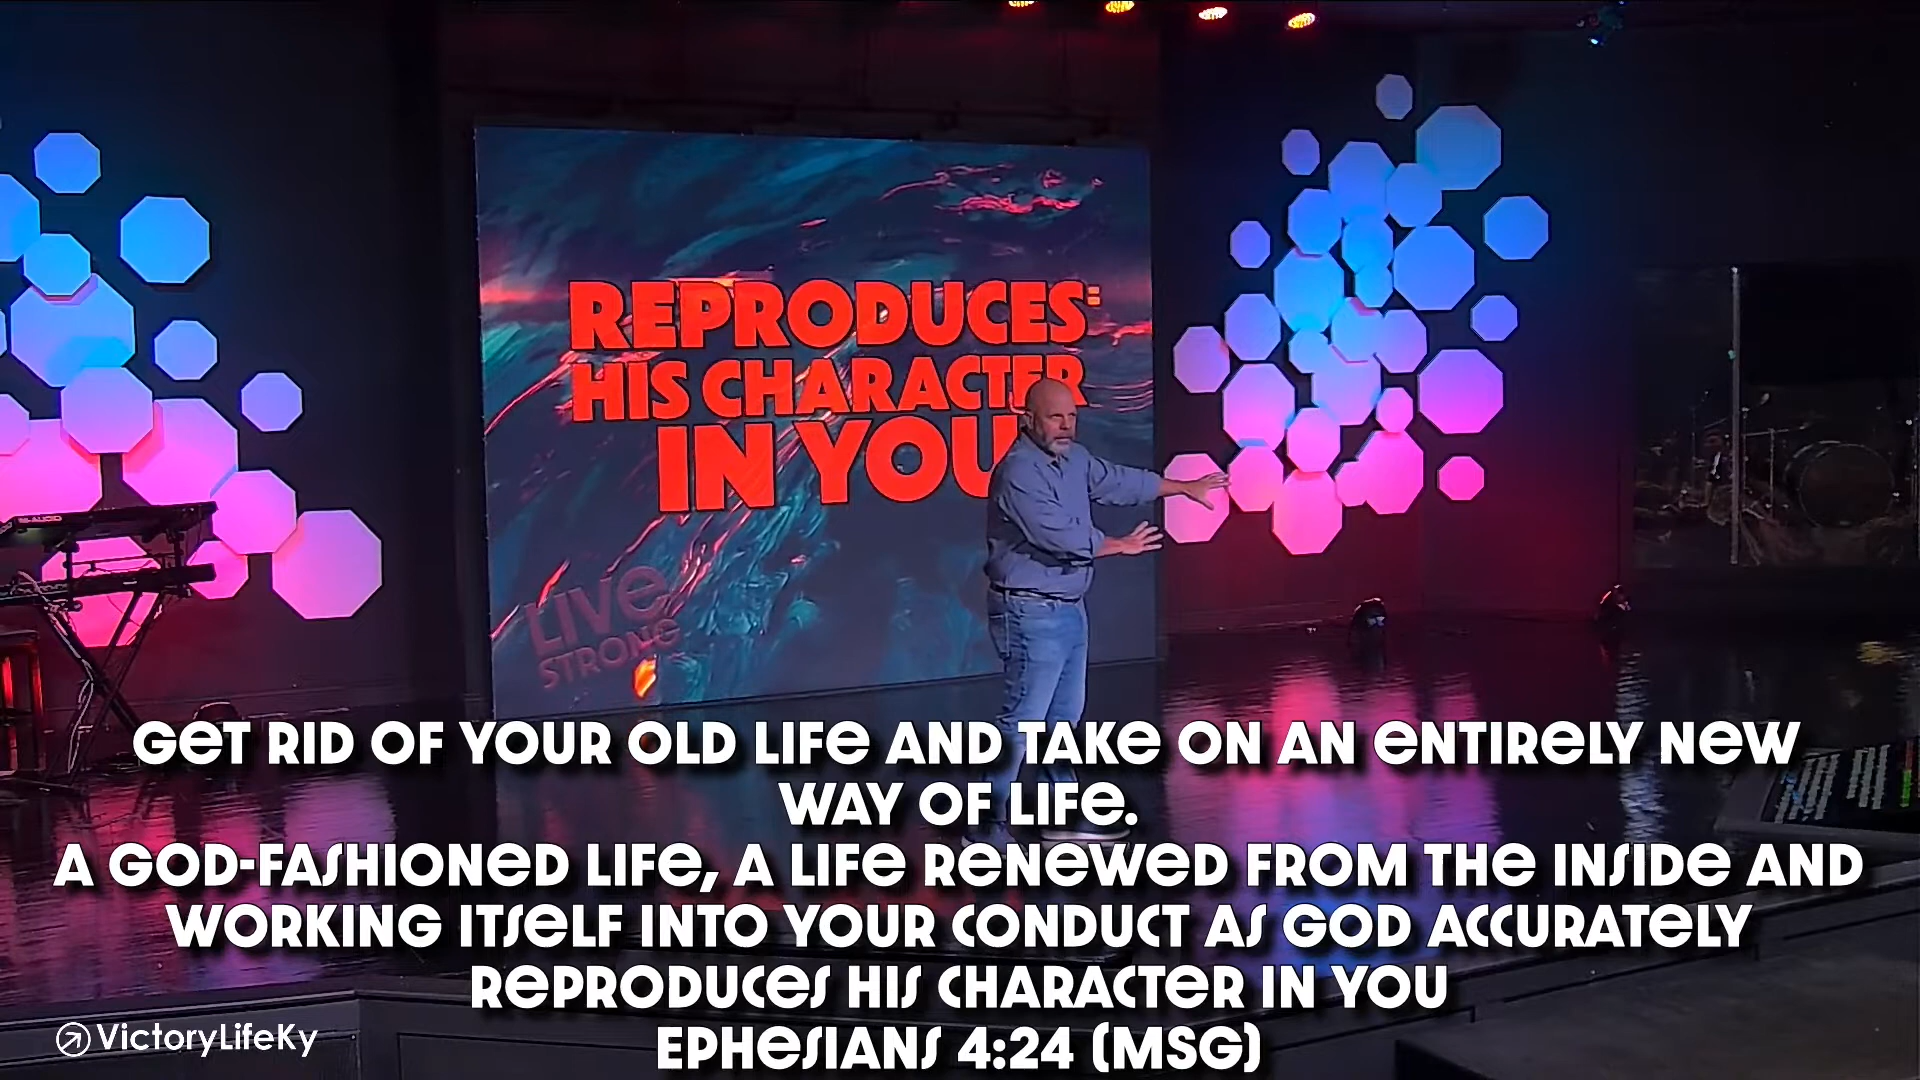 REPRODUCES:
HIS CHARACTER
IN YOU
LIVE
STRONG
M-AUDIO
GET RID OF YOUR OLD LIFE AND TAKE ON AN ENTIRELY NEW
WAY OF LIFE.
A GOD-FASHIONED LIFE, A LIFE RENEWED FROM THE INSIDE AND
WORKING ITSELF INTO YOUR CONDUCT AS GOD ACCURATELY
REPRODUCES HIS CHARACTER IN YOU
EPHESIANS 4:24 (MSG)
VictoryLifeKy